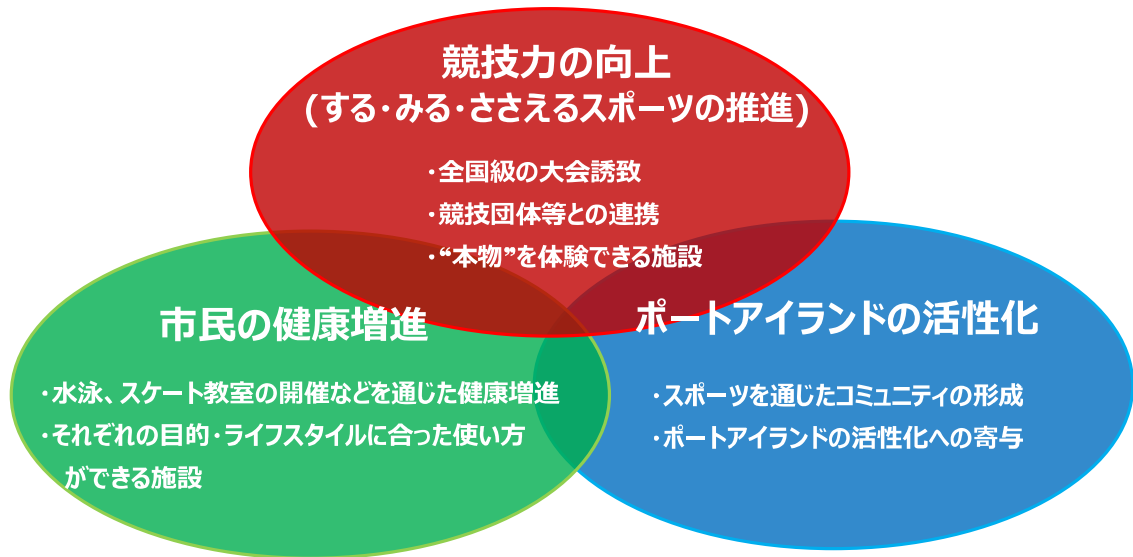 競技力の向上
(する・みる・ささえるスポーツの推進)
・全国級の大会誘致
・競技団体等との連携
・“本物”を体験できる施設
市民の健康増進
・水泳、スケート教室の開催などを通じた健康増進
・それぞれの目的・ライフスタイルに合った使い方
ができる施設
ポートアイランドの活性化
・スポーツを通じたコミュニティの形成
・ポートアイランドの活性化への寄与